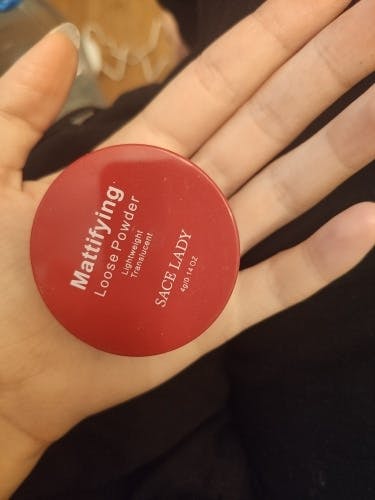 Mattifying
Loose Powder
Lightweight
Translucent
SACE LADY
4g/0.14 OZ